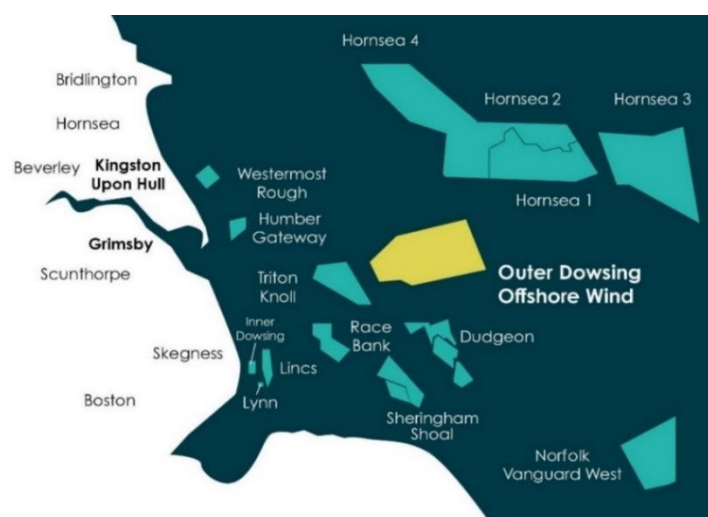 Hornsea 4
Bridlington
Hornsea 2
Hornsea 3
Hornsea
Beverley
Kingston
Upon Hull
Westermost
Rough
Hornsea 1
Humber
Gateway
Grimsby
Scunthorpe
Triton
Knoll
Outer Dowsing
Offshore Wind
Inner
Dowsing
Race
Bank
Dudgeon
Skegness
Lincs
Boston
Lynn
Sheringham
Shoal
Norfolk
Vanguard West